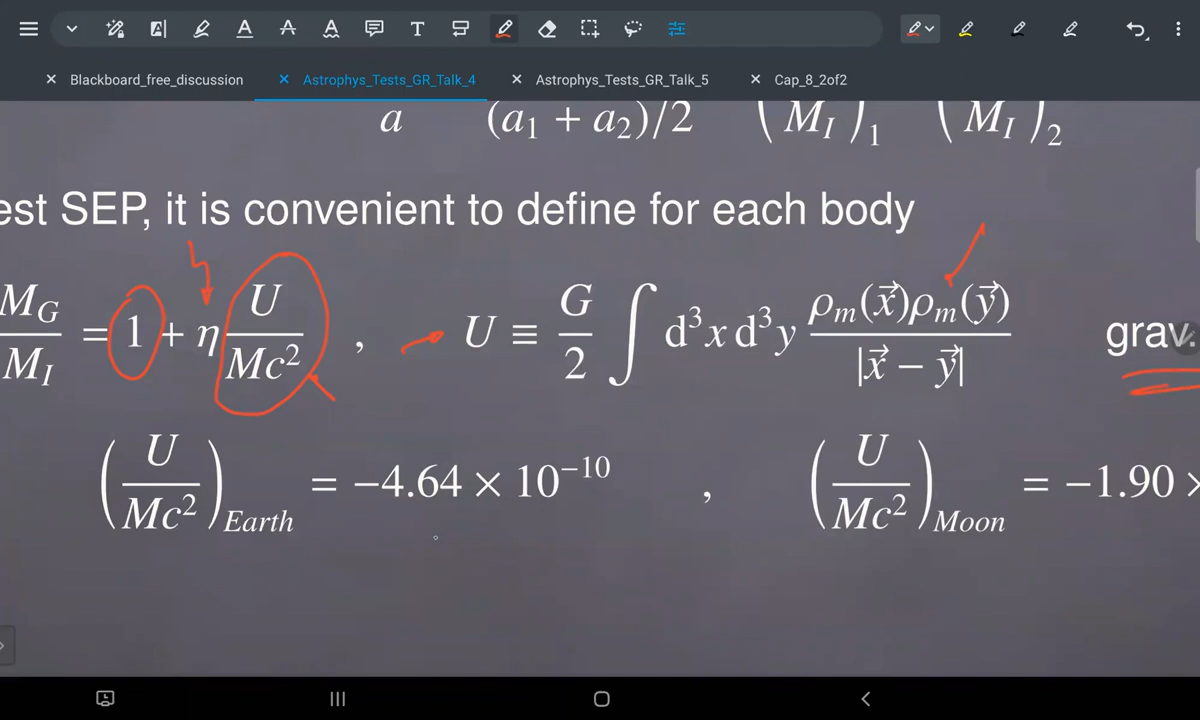 Blackboard_free_discussion Astrophys_Tests_GR_Talk_4 Astrophys_Tests_GR_Talk_5 Cap_8_2of2
a (a₁ + a₂)/2 ( M_I )₁ ( M_I )₂
est SEP, it is convenient to define for each body
M_G/M_I = 1 + η U/Mc² , U ≡ G/2 ∫ d³x d³y ρ_m(x⃗)ρ_m(y⃗)/|x⃗ − y⃗| grav.
(U/Mc²)_Earth = −4.64 × 10⁻¹⁰ , (U/Mc²)_Moon = −1.90 ×